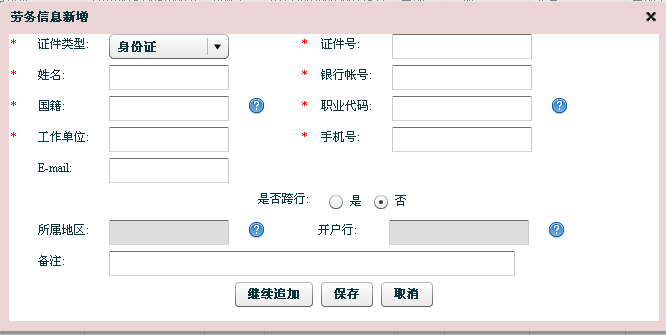 劳务信息新增
* 证件类型: 身份证 * 证件号:
* 姓名: * 银行帐号:
* 国籍: ? * 职业代码: ?
* 工作单位: * 手机号:
E-mail:
是否跨行: 是 否
所属地区: ? 开户行: ?
备注:
继续追加 保存 取消